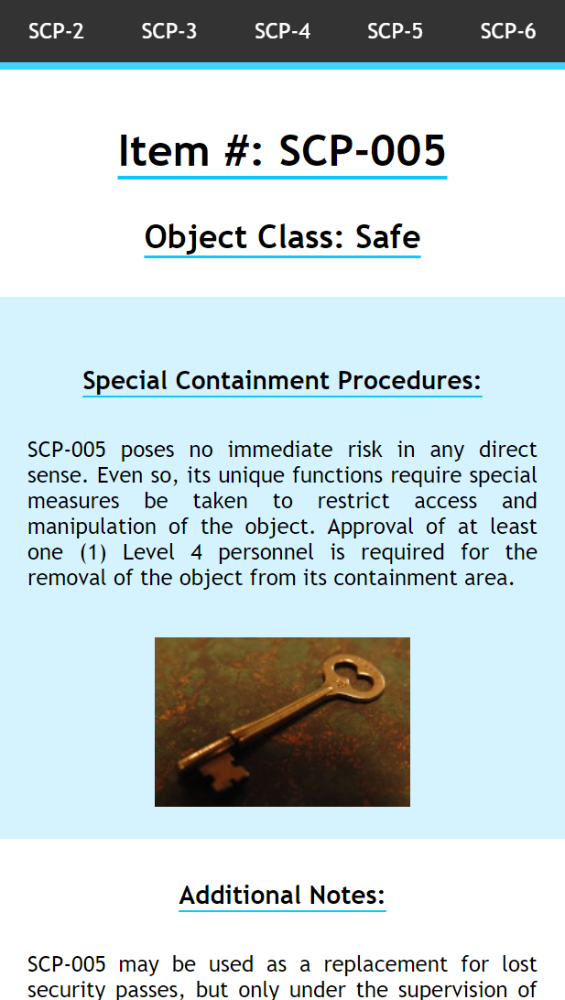 SCP-2 SCP-3 SCP-4 SCP-5 SCP-6
Item #: SCP-005
Object Class: Safe
Special Containment Procedures:
SCP-005 poses no immediate risk in any direct
sense. Even so, its unique functions require special
measures be taken to restrict access and
manipulation of the object. Approval of at least
one (1) Level 4 personnel is required for the
removal of the object from its containment area.
Additional Notes:
SCP-005 may be used as a replacement for lost
security passes, but only under the supervision of